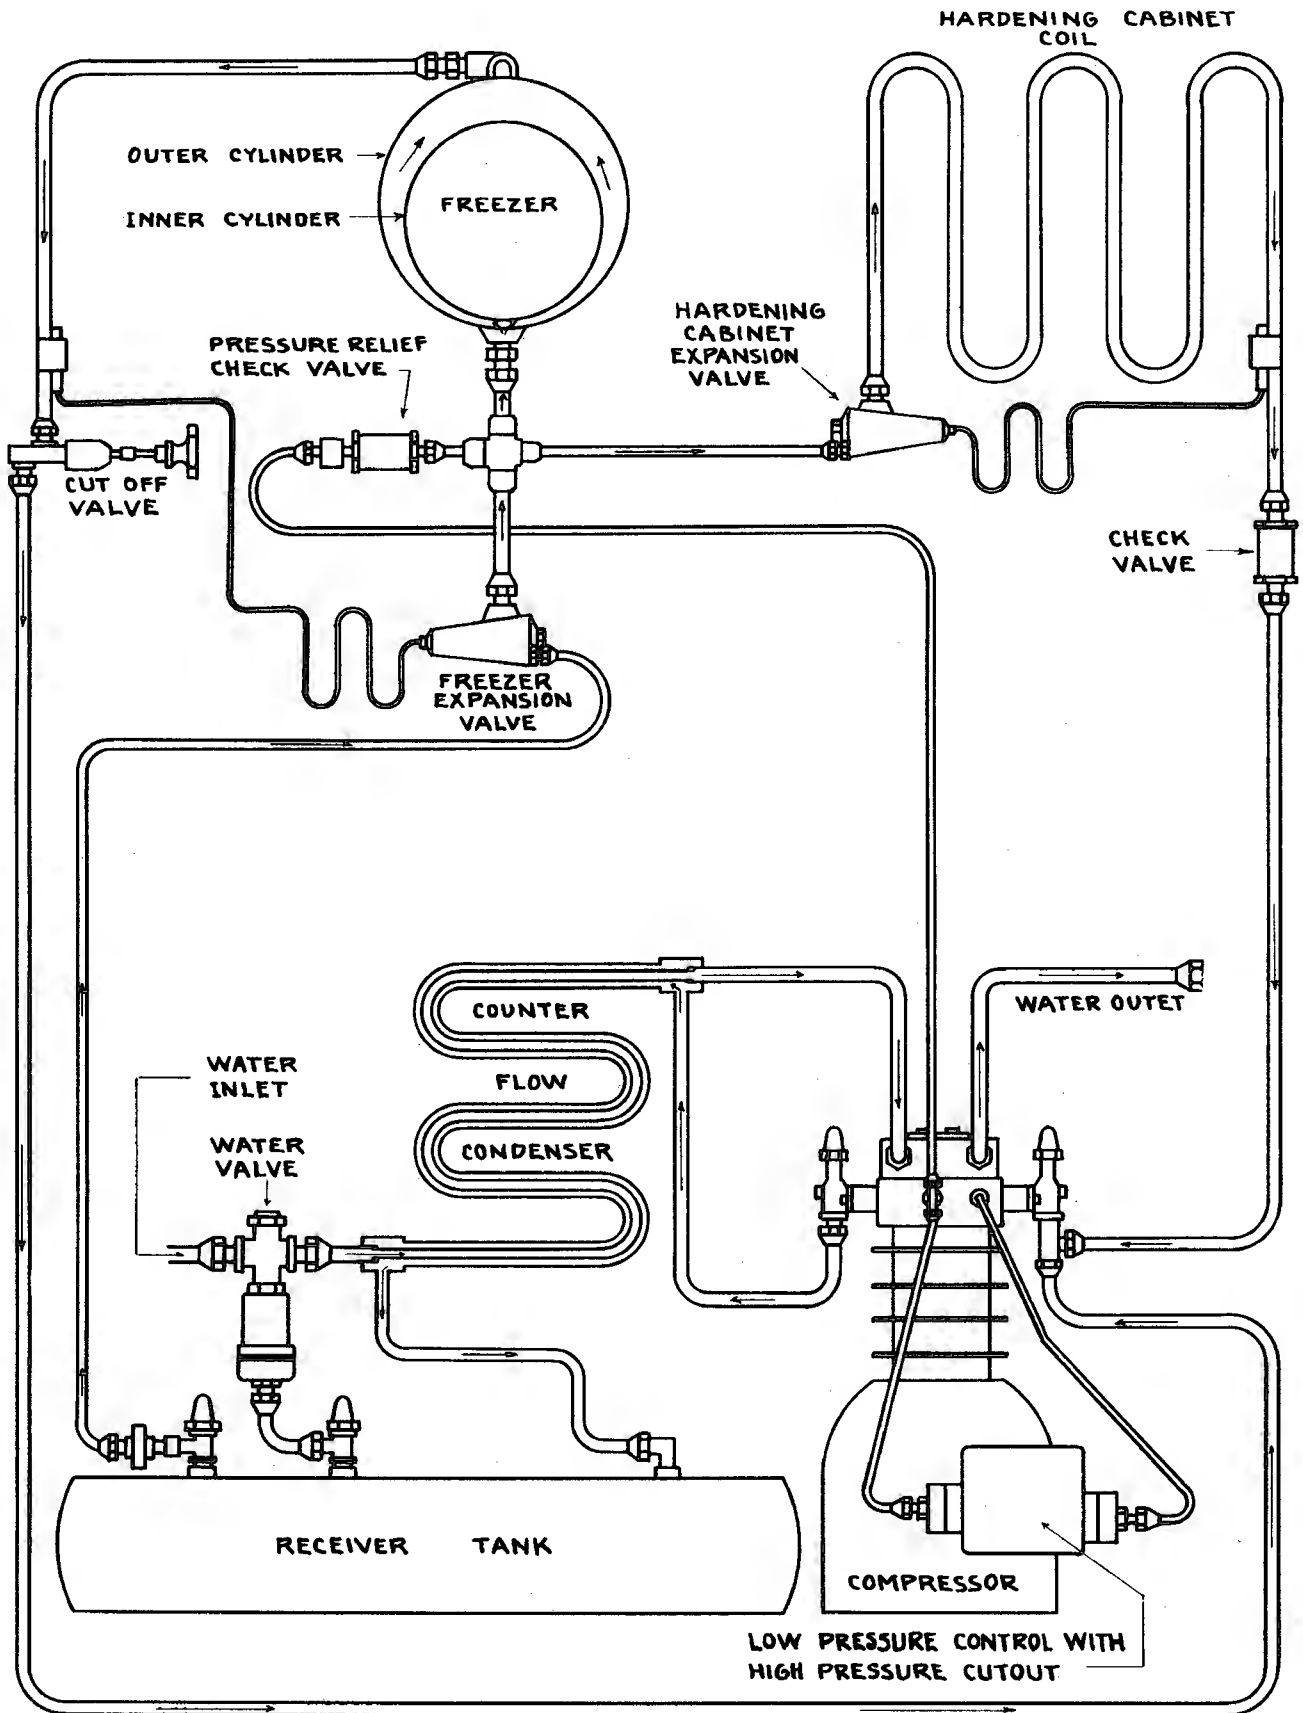 HARDENING CABINET
COIL
OUTER CYLINDER
INNER CYLINDER
FREEZER
HARDENING
CABINET
EXPANSION
VALVE
PRESSURE RELIEF
CHECK VALVE
CUT OFF
VALVE
CHECK
VALVE
FREEZER
EXPANSION
VALVE
COUNTER
FLOW
CONDENSER
WATER OUTET
WATER
INLET
WATER
VALVE
RECEIVER TANK
COMPRESSOR
LOW PRESSURE CONTROL WITH
HIGH PRESSURE CUTOUT